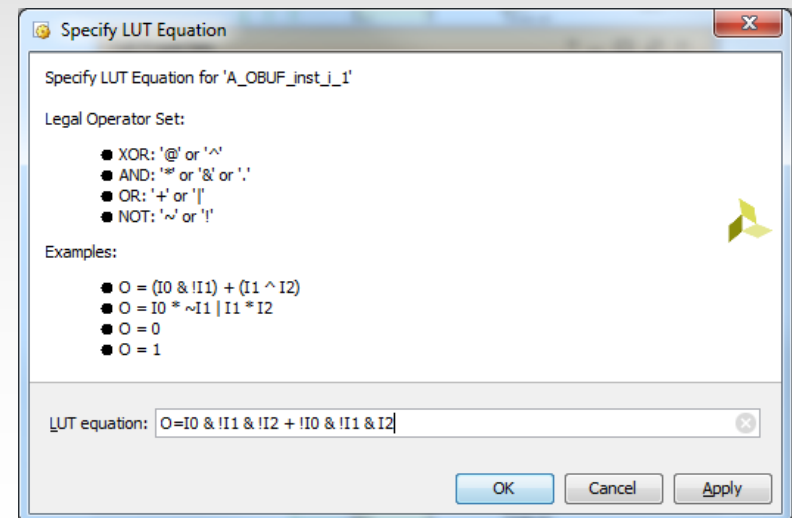 Specify LUT Equation
Specify LUT Equation for 'A_OBUF_inst_i_1'
Legal Operator Set:
XOR: '@' or '^'
AND: '*' or '&' or '.'
OR: '+' or '|'
NOT: '~' or '!'
Examples:
O = (I0 & !I1) + (I1 ^ I2)
O = I0 * ~I1 | I1 * I2
O = 0
O = 1
LUT equation: O=I0 & !I1 & !I2 + !I0 & !I1 & I2
OK Cancel Apply